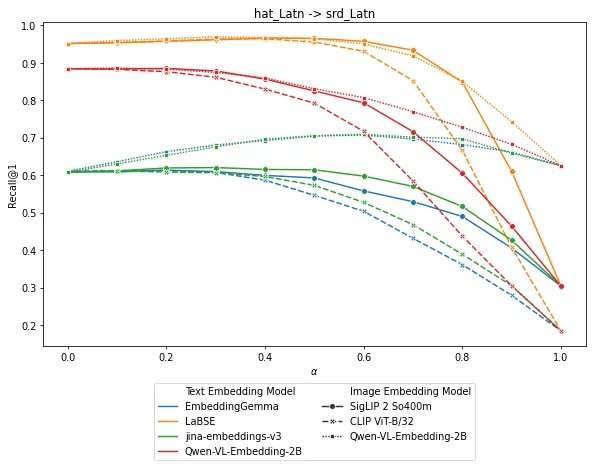 hat_Latn -> srd_Latn
1.0
0.9
0.8
0.7
0.6
0.5
0.4
0.3
0.2
Recall@1
0.0 0.2 0.4 0.6 0.8 1.0
α
Text Embedding Model Image Embedding Model
EmbeddingGemma SigLIP 2 So400m
LaBSE CLIP ViT-B/32
jina-embeddings-v3 Qwen-VL-Embedding-2B
Qwen-VL-Embedding-2B